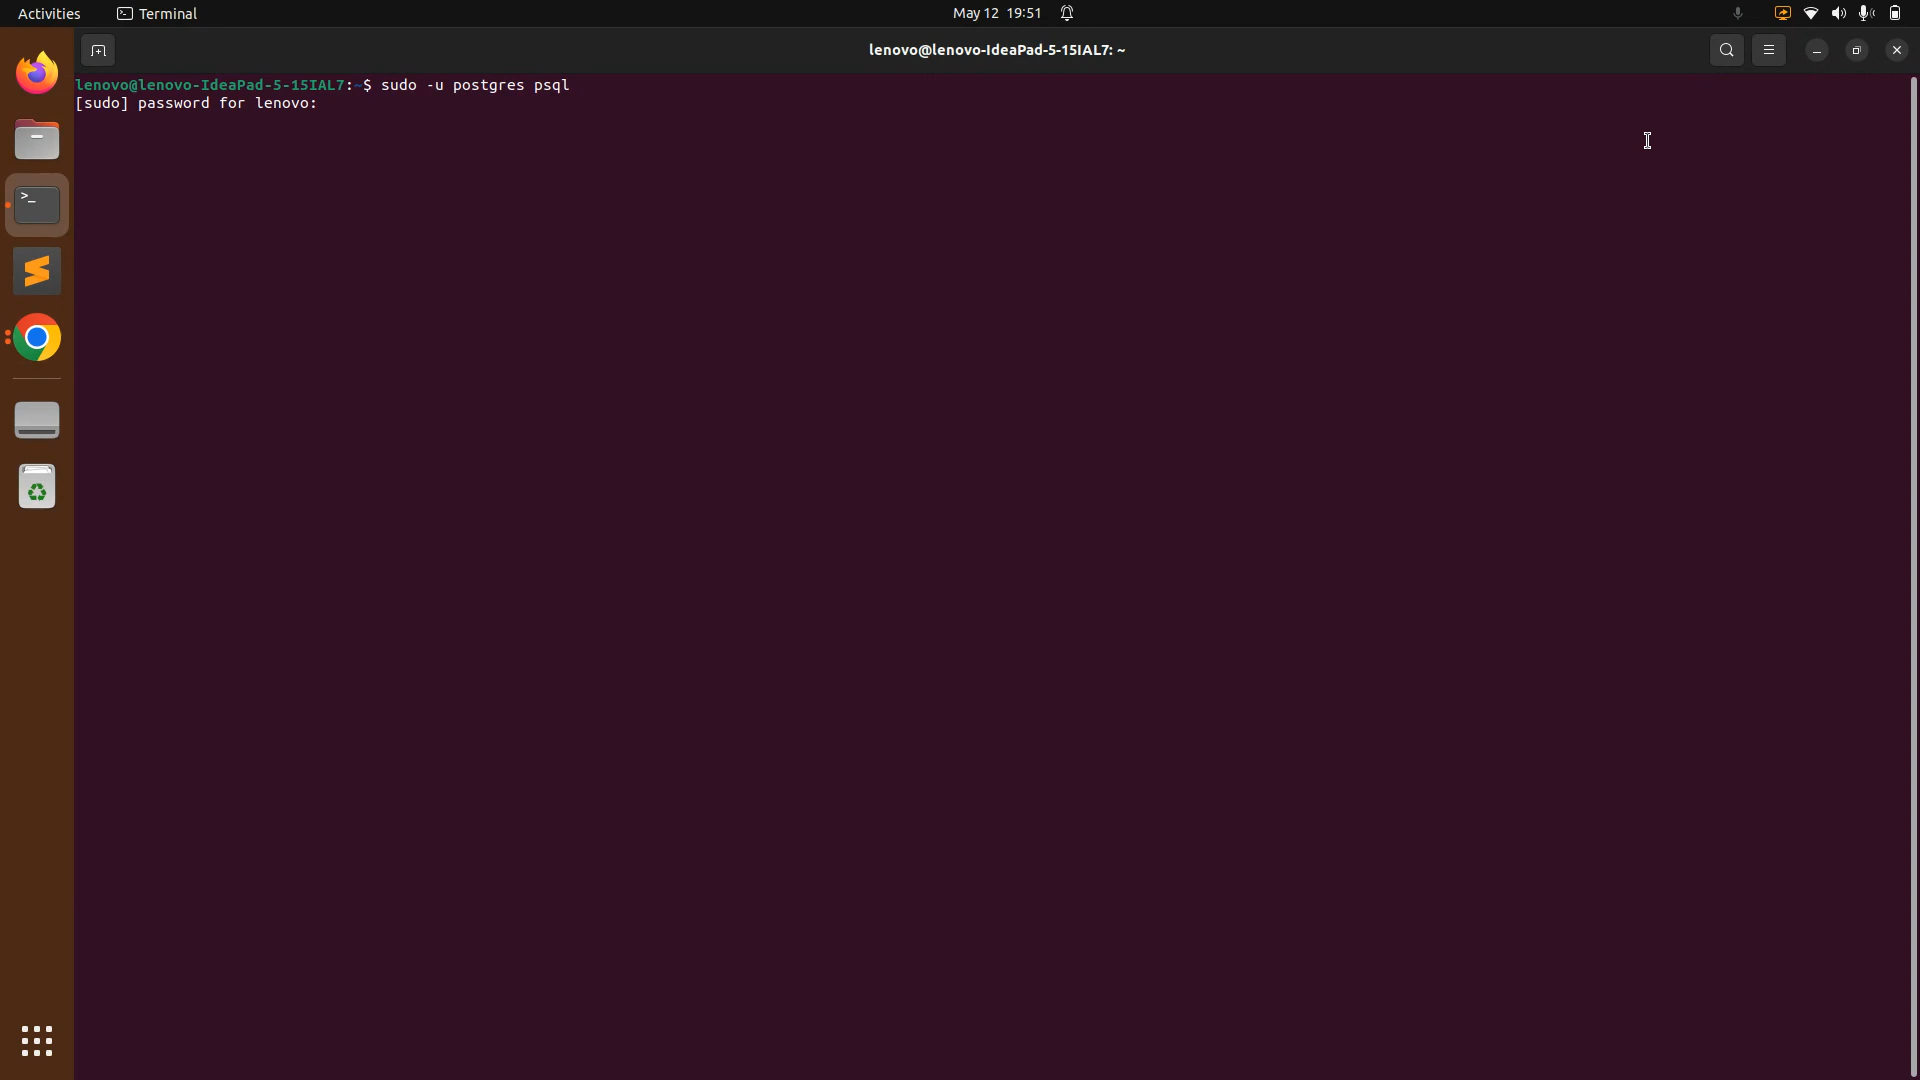 Activities
Terminal
May 12 19:51
lenovo@lenovo-IdeaPad-5-15IAL7: ~
lenovo@lenovo-IdeaPad-5-15IAL7:~$ sudo -u postgres psql
[sudo] password for lenovo: